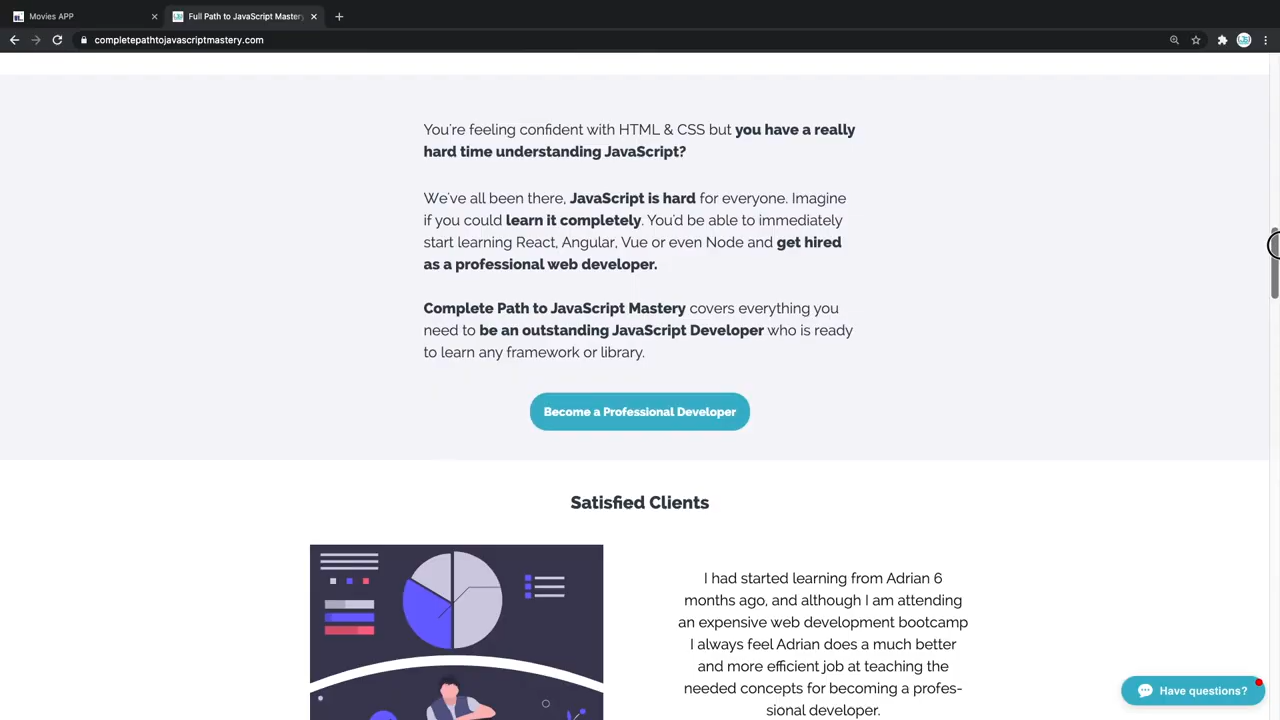 Movies APP
Full Path to JavaScript Mastery
completepathtojavascriptmastery.com
You're feeling confident with HTML & CSS but you have a really
hard time understanding JavaScript?
We've all been there, JavaScript is hard for everyone. Imagine
if you could learn it completely. You'd be able to immediately
start learning React, Angular, Vue or even Node and get hired
as a professional web developer.
Complete Path to JavaScript Mastery covers everything you
need to be an outstanding JavaScript Developer who is ready
to learn any framework or library.
Become a Professional Developer
Satisfied Clients
I had started learning from Adrian 6
months ago, and although I am attending
an expensive web development bootcamp
I always feel Adrian does a much better
and more efficient job at teaching the
needed concepts for becoming a profes-
sional developer.
Have questions?